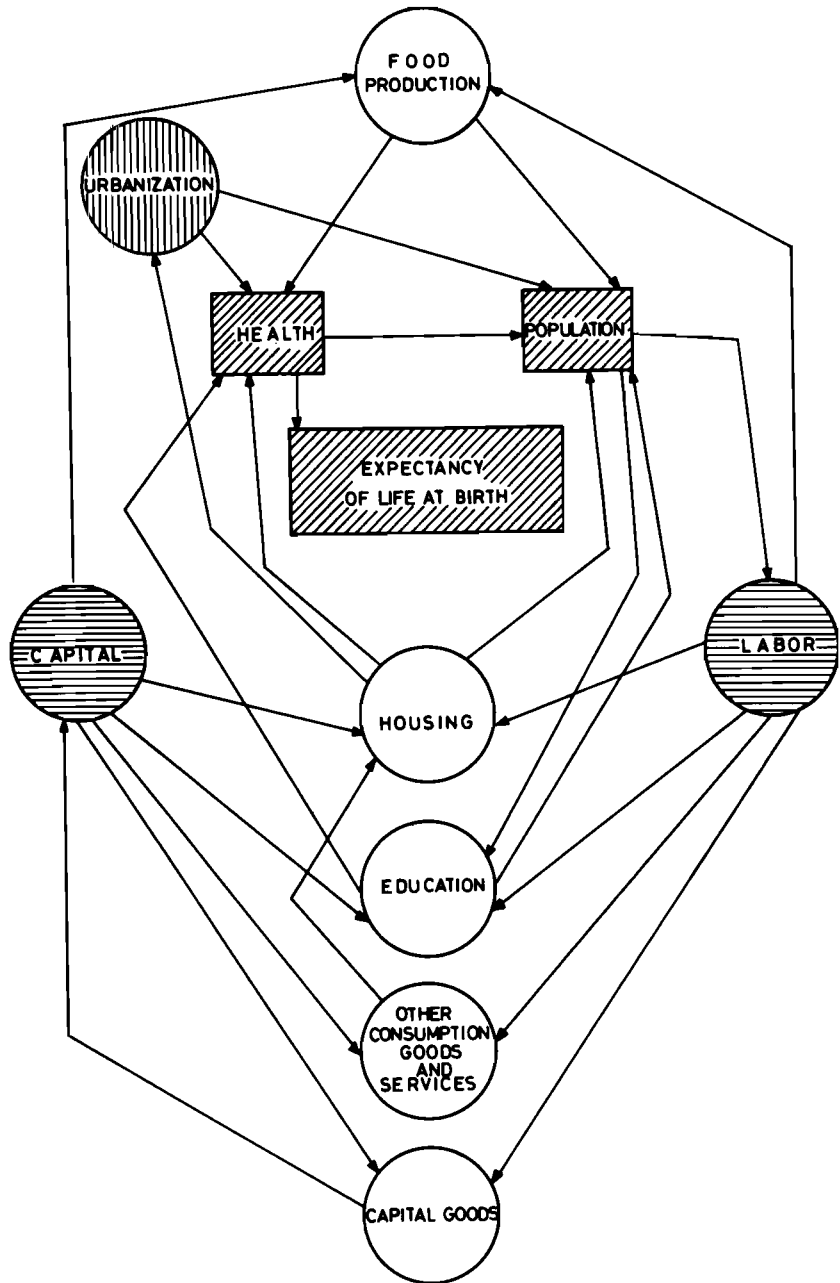 FOOD
PRODUCTION
URBANIZATION
HEALTH
POPULATION
EXPECTANCY
OF LIFE AT BIRTH
CAPITAL
LABOR
HOUSING
EDUCATION
OTHER
CONSUMPTION
GOODS
AND
SERVICES
CAPITAL GOODS